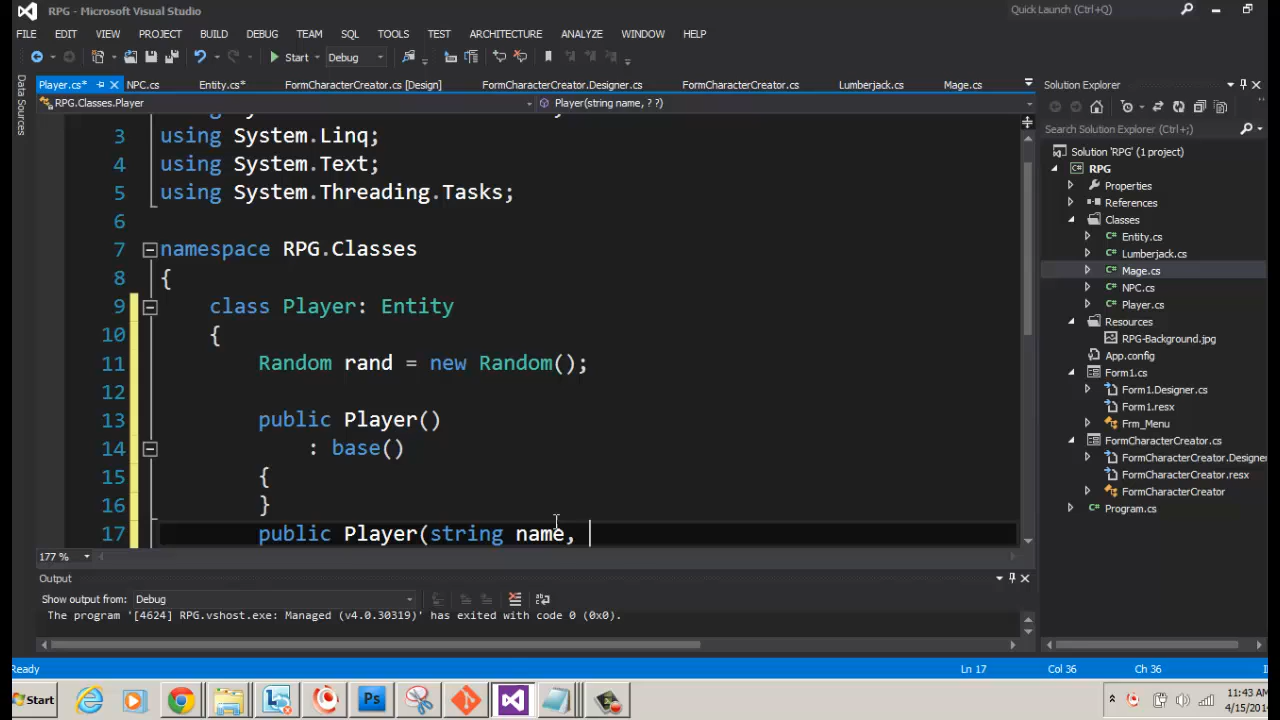 RPG - Microsoft Visual Studio
Quick Launch (Ctrl+Q)
FILE EDIT VIEW PROJECT BUILD DEBUG TEAM SQL TOOLS TEST ARCHITECTURE ANALYZE WINDOW HELP
Start Debug
Data Sources
Player.cs* NPC.cs Entity.cs* FormCharacterCreator.cs [Design] FormCharacterCreator.Designer.cs FormCharacterCreator.cs Lumberjack.cs Mage.cs
RPG.Classes.Player Player(string name, ? ?)
3 using System.Linq;
4 using System.Text;
5 using System.Threading.Tasks;
6
7 namespace RPG.Classes
8 {
9 class Player: Entity
10 {
11 Random rand = new Random();
12
13 public Player()
14 : base()
15 {
16 }
17 public Player(string name,
177 %
Output
Show output from: Debug
The program '[4624] RPG.vshost.exe: Managed (v4.0.30319)' has exited with code 0 (0x0).
Solution Explorer
Search Solution Explorer (Ctrl+;)
Solution 'RPG' (1 project)
RPG
Properties
References
Classes
Entity.cs
Lumberjack.cs
Mage.cs
NPC.cs
Player.cs
Resources
RPG-Background.jpg
App.config
Form1.cs
Form1.Designer.cs
Form1.resx
Frm_Menu
FormCharacterCreator.cs
FormCharacterCreator.Designe
FormCharacterCreator.resx
FormCharacterCreator
Program.cs
Ready Ln 17 Col 36 Ch 36
Start Ps 11:43 AM
4/15/201